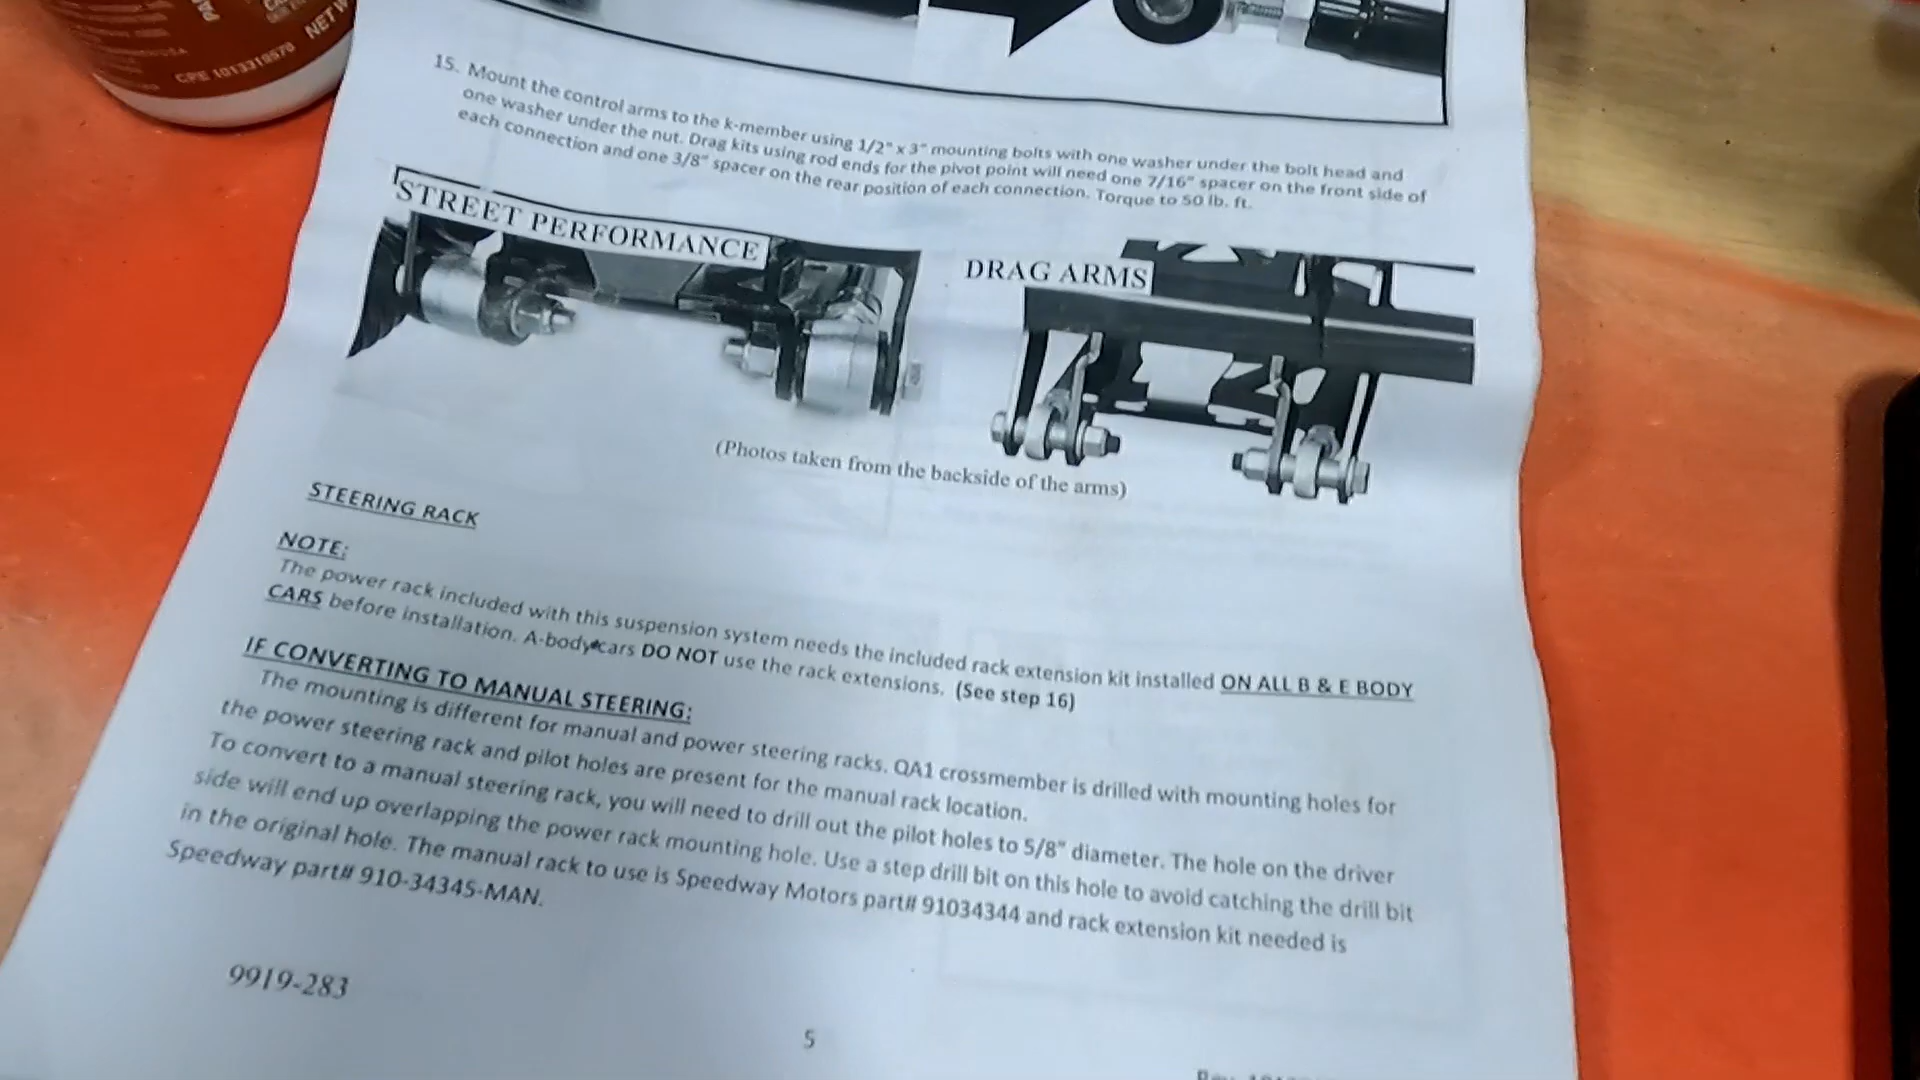 CPE 1013319570 NETW
15. Mount the control arms to the k-member using 1/2" x 3" mounting bolts with one washer under the bolt head and
one washer under the nut. Drag kits using rod ends for the pivot point will need one 7/16" spacer on the front side of
each connection and one 3/8" spacer on the rear position of each connection. Torque to 50 lb. ft.
STREET PERFORMANCE
DRAG ARMS
(Photos taken from the backside of the arms)
STEERING RACK
NOTE:
The power rack included with this suspension system needs the included rack extension kit installed ON ALL B & E BODY
CARS before installation. A-body cars DO NOT use the rack extensions. (See step 16)
IF CONVERTING TO MANUAL STEERING:
The mounting is different for manual and power steering racks. QA1 crossmember is drilled with mounting holes for
the power steering rack and pilot holes are present for the manual rack location.
To convert to a manual steering rack, you will need to drill out the pilot holes to 5/8" diameter. The hole on the driver
side will end up overlapping the power rack mounting hole. Use a step drill bit on this hole to avoid catching the drill bit
in the original hole. The manual rack to use is Speedway Motors part# 91034344 and rack extension kit needed is
Speedway part# 910-34345-MAN.
9919-283
5